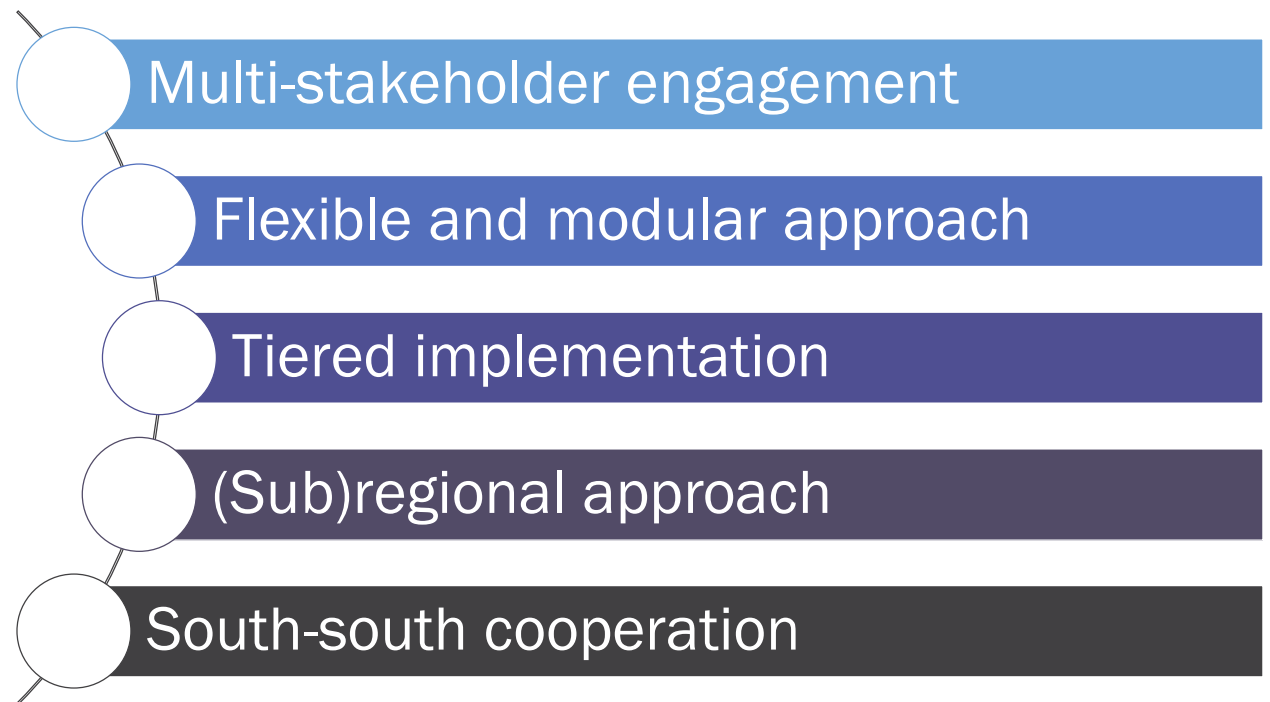 Multi-stakeholder engagement
Flexible and modular approach
Tiered implementation
(Sub)regional approach
South-south cooperation